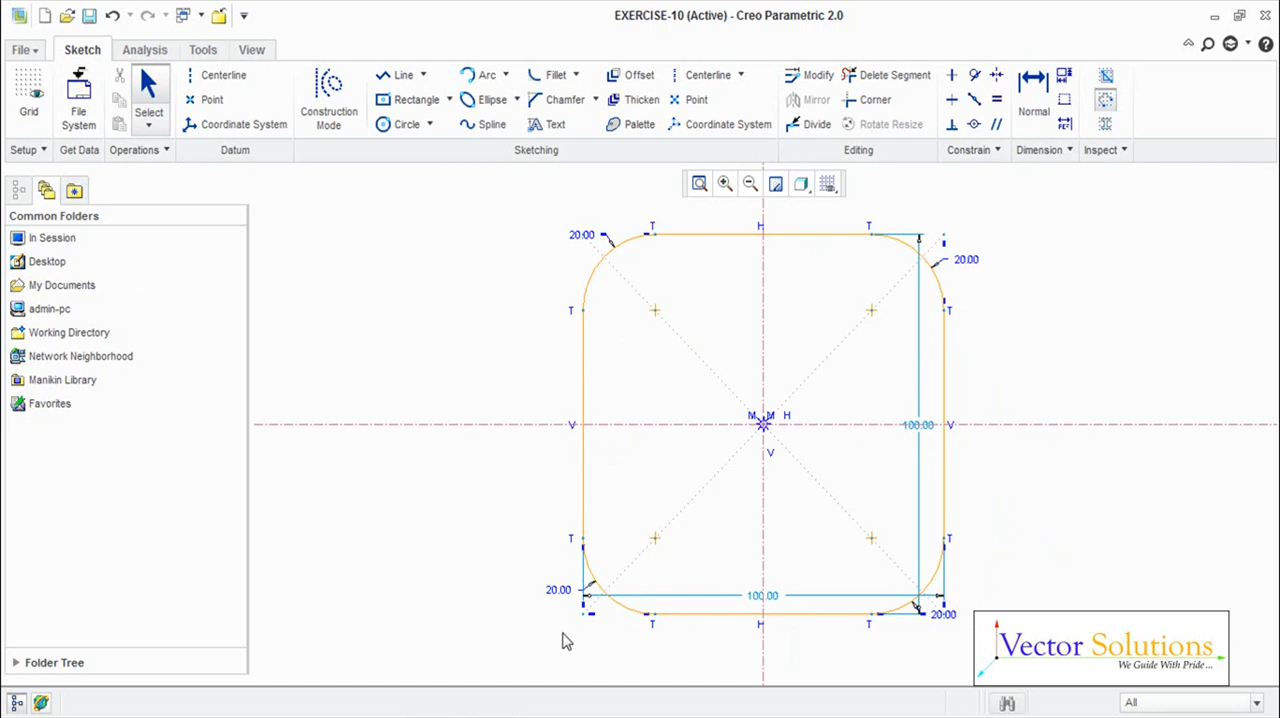 EXERCISE-10 (Active) - Creo Parametric 2.0
File
Sketch
Analysis
Tools
View
Grid
File System
Select
Centerline
Point
Coordinate System
Construction Mode
Line
Arc
Fillet
Offset
Centerline
Rectangle
Ellipse
Chamfer
Thicken
Point
Circle
Spline
Text
Palette
Coordinate System
Modify
Delete Segment
Mirror
Corner
Divide
Rotate Resize
Normal
Setup
Get Data
Operations
Datum
Sketching
Editing
Constrain
Dimension
Inspect
Common Folders
In Session
Desktop
My Documents
admin-pc
Working Directory
Network Neighborhood
Manikin Library
Favorites
Folder Tree
T H T
20.00
20.00
T T
M M H
V 100.00 V
V
T T
20.00
100.00
20.00
T H T
Vector Solutions
We Guide With Pride...
All